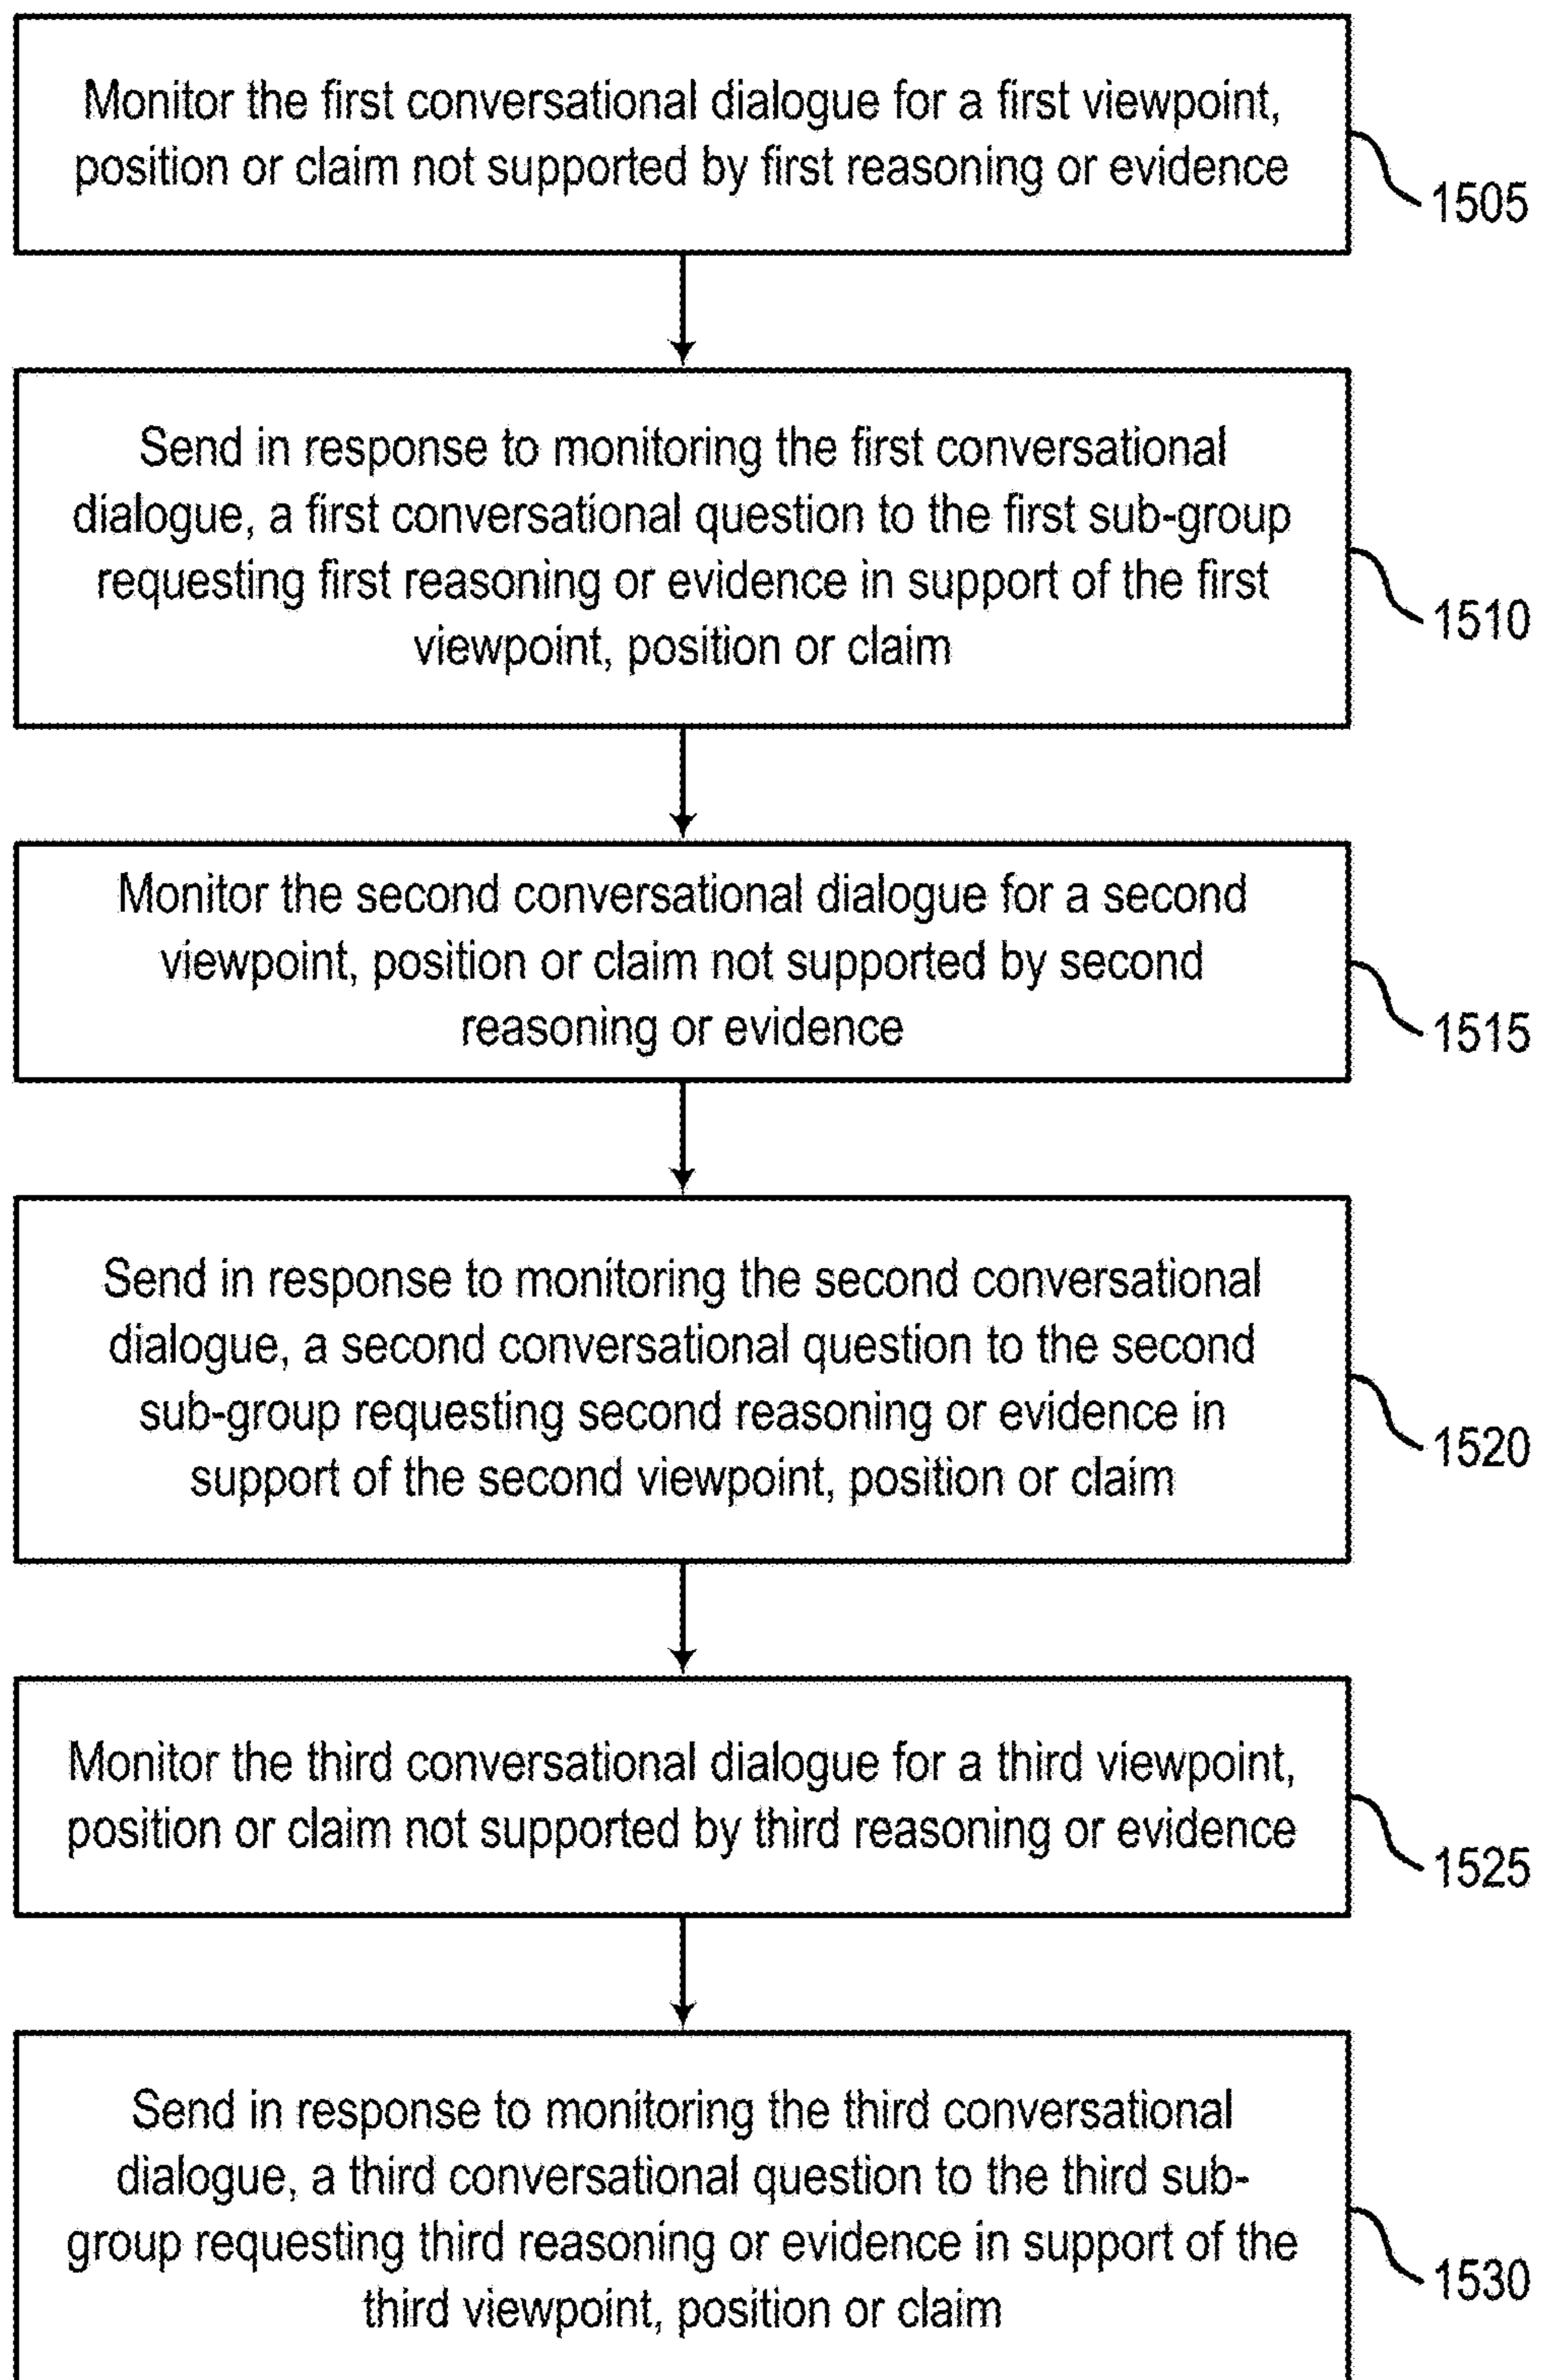 Monitor the first conversational dialogue for a first viewpoint,
position or claim not supported by first reasoning or evidence
1505
Send in response to monitoring the first conversational
dialogue, a first conversational question to the first sub-group
requesting first reasoning or evidence in support of the first
viewpoint, position or claim
1510
Monitor the second conversational dialogue for a second
viewpoint, position or claim not supported by second
reasoning or evidence
1515
Send in response to monitoring the second conversational
dialogue, a second conversational question to the second
sub-group requesting second reasoning or evidence in
support of the second viewpoint, position or claim
1520
Monitor the third conversational dialogue for a third viewpoint,
position or claim not supported by third reasoning or evidence
1525
Send in response to monitoring the third conversational
dialogue, a third conversational question to the third sub-
group requesting third reasoning or evidence in support of the
third viewpoint, position or claim
1530